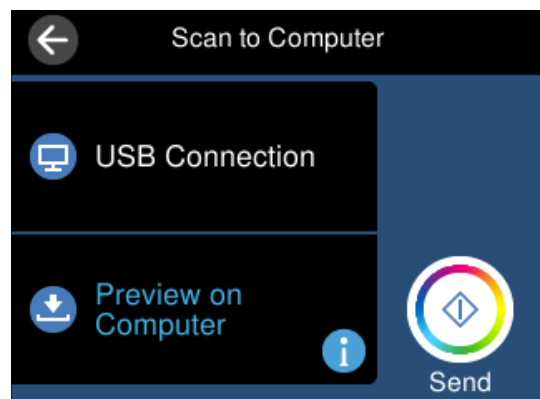 Scan to Computer
USB Connection
Preview on
Computer
i
Send